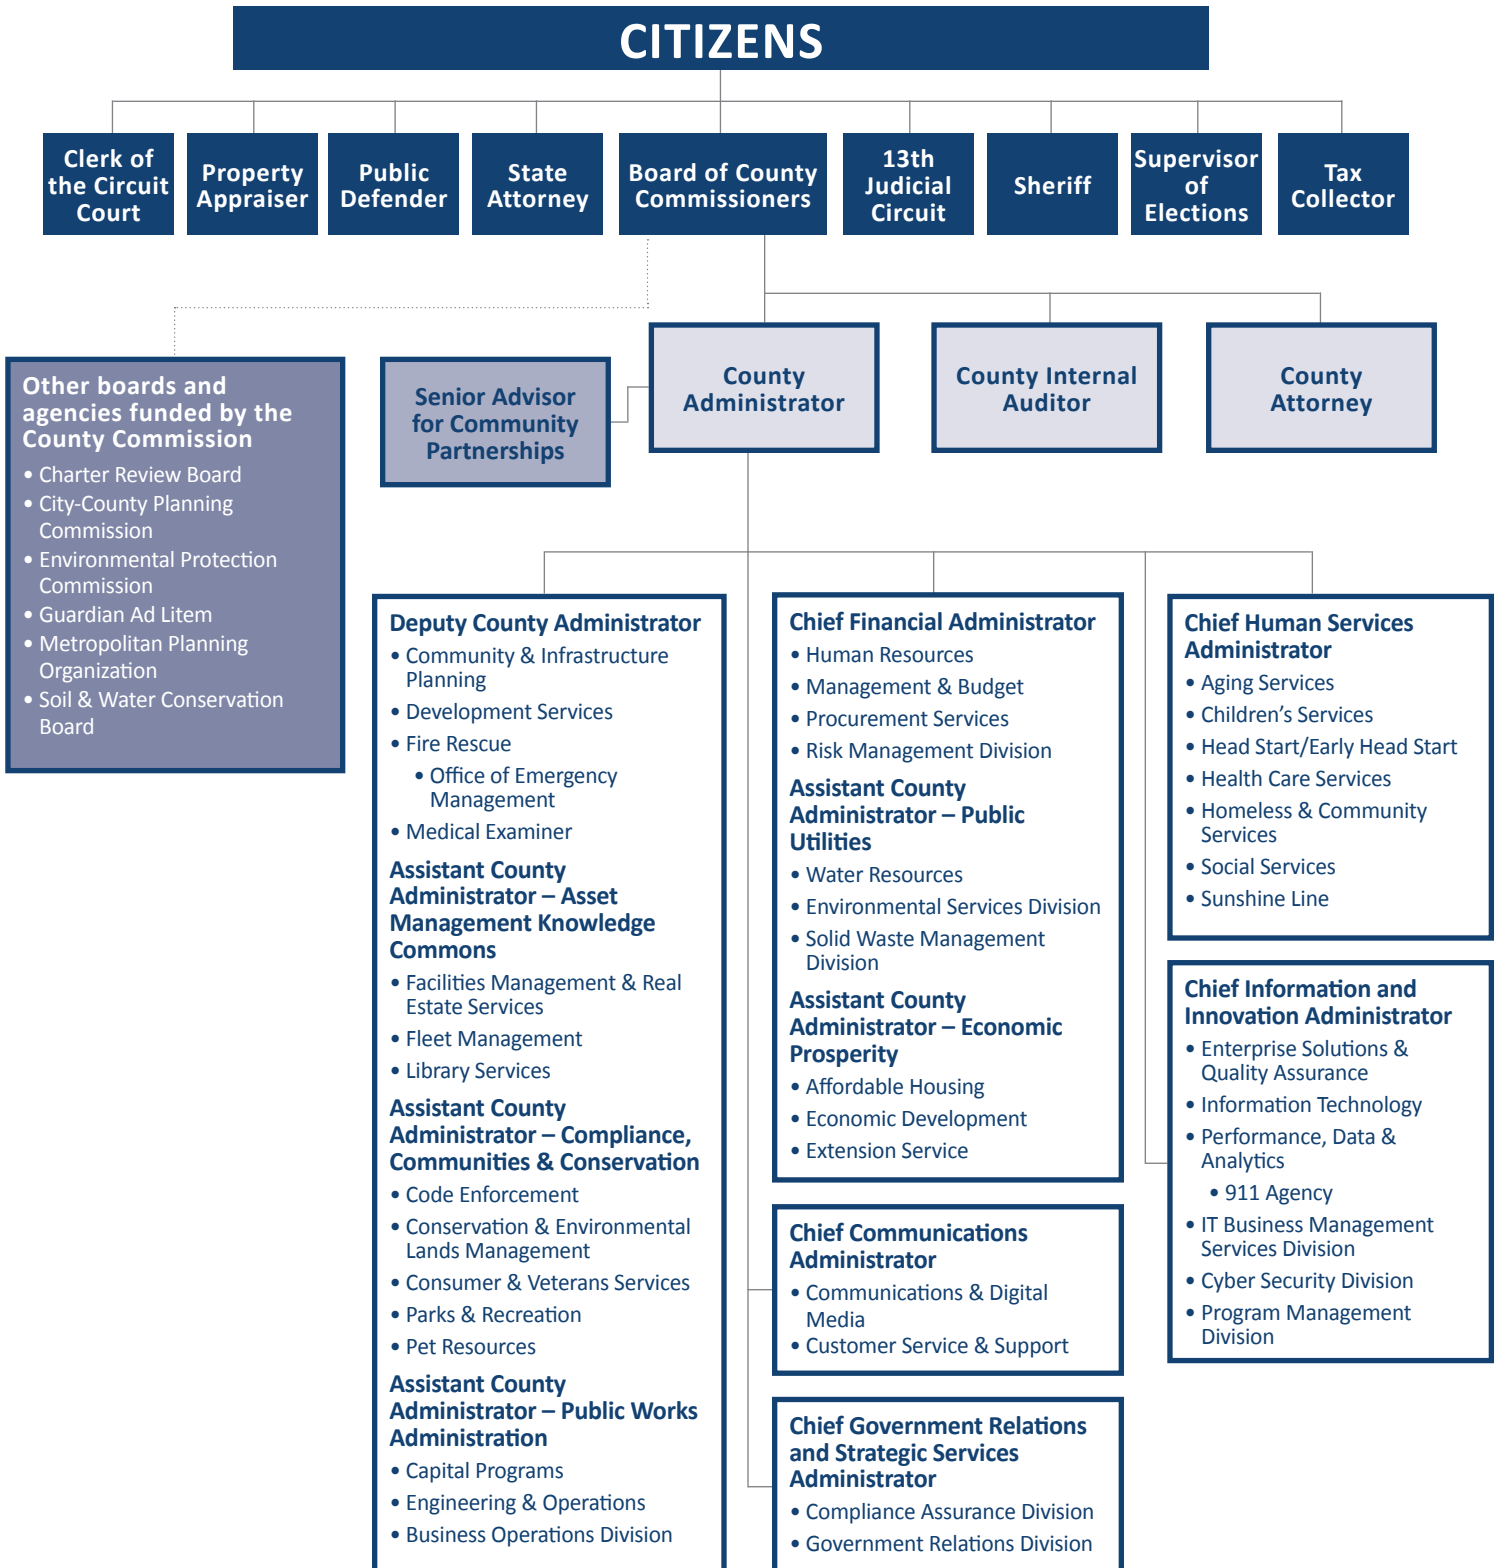 CITIZENS
Clerk of
the Circuit
Court
Property
Appraiser
Public
Defender
State
Attorney
Board of County
Commissioners
13th
Judicial
Circuit
Sheriff
Supervisor
of
Elections
Tax
Collector
Other boards and
agencies funded by the
County Commission
• Charter Review Board
• City-County Planning
Commission
• Environmental Protection
Commission
• Guardian Ad Litem
• Metropolitan Planning
Organization
• Soil & Water Conservation
Board
Senior Advisor
for Community
Partnerships
County
Administrator
County Internal
Auditor
County
Attorney
Deputy County Administrator
• Community & Infrastructure
Planning
• Development Services
• Fire Rescue
• Office of Emergency
Management
• Medical Examiner
Assistant County
Administrator – Asset
Management Knowledge
Commons
• Facilities Management & Real
Estate Services
• Fleet Management
• Library Services
Assistant County
Administrator – Compliance,
Communities & Conservation
• Code Enforcement
• Conservation & Environmental
Lands Management
• Consumer & Veterans Services
• Parks & Recreation
• Pet Resources
Assistant County
Administrator – Public Works
Administration
• Capital Programs
• Engineering & Operations
• Business Operations Division
Chief Financial Administrator
• Human Resources
• Management & Budget
• Procurement Services
• Risk Management Division
Assistant County
Administrator – Public
Utilities
• Water Resources
• Environmental Services Division
• Solid Waste Management
Division
Assistant County
Administrator – Economic
Prosperity
• Affordable Housing
• Economic Development
• Extension Service
Chief Communications
Administrator
• Communications & Digital
Media
• Customer Service & Support
Chief Government Relations
and Strategic Services
Administrator
• Compliance Assurance Division
• Government Relations Division
Chief Human Services
Administrator
• Aging Services
• Children’s Services
• Head Start/Early Head Start
• Health Care Services
• Homeless & Community
Services
• Social Services
• Sunshine Line
Chief Information and
Innovation Administrator
• Enterprise Solutions &
Quality Assurance
• Information Technology
• Performance, Data &
Analytics
• 911 Agency
• IT Business Management
Services Division
• Cyber Security Division
• Program Management
Division